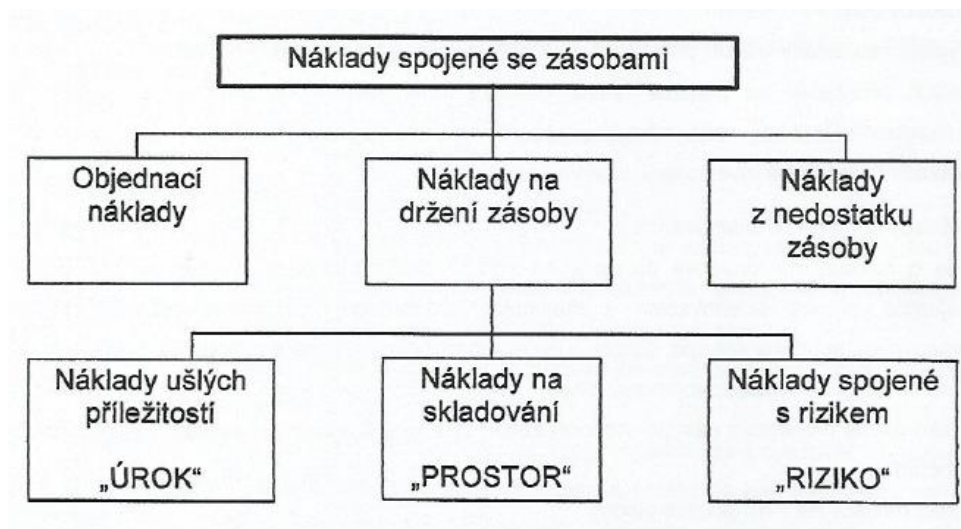 Náklady spojené se zásobami
Objednací
náklady
Náklady na
držení zásoby
Náklady
z nedostatku
zásoby
Náklady ušlých
příležitostí
„ÚROK“
Náklady na
skladování
„PROSTOR“
Náklady spojené
s rizikem
„RIZIKO“